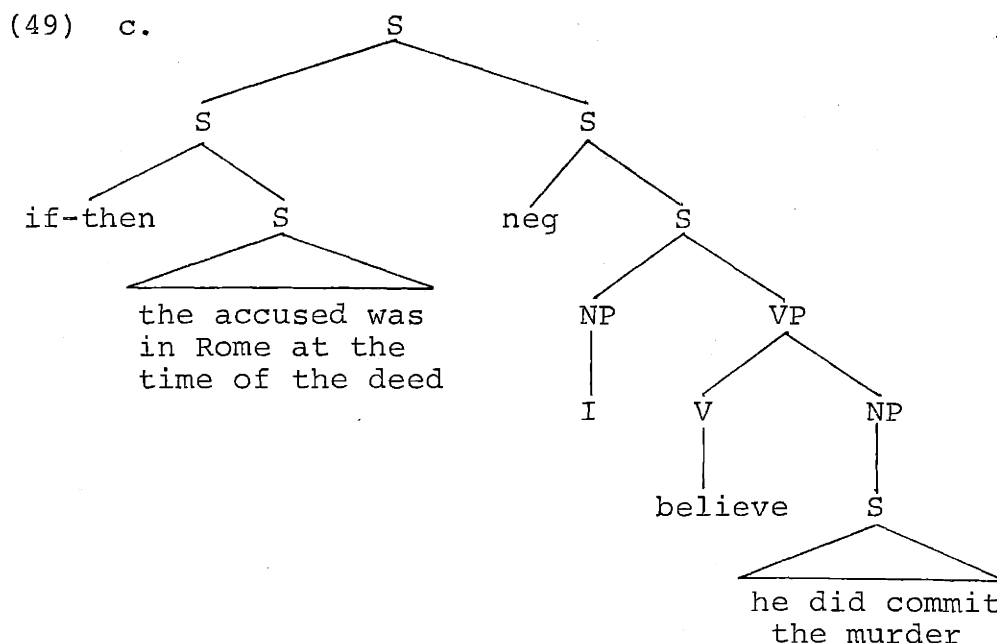 (49) c.
S
S S
if-then S neg S
the accused was
in Rome at the
time of the deed
NP VP
I V NP
believe S
he did commit
the murder